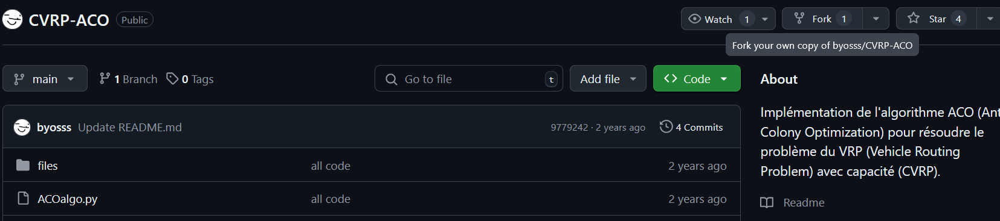 CVRP-ACO Public Watch 1 Fork 1 Star 4
Fork your own copy of byosss/CVRP-ACO
main 1 Branch 0 Tags Go to file t Add file Code
About
Implémentation de l'algorithme ACO (Ant
Colony Optimization) pour résoudre le
problème du VRP (Vehicle Routing
Problem) avec capacité (CVRP).
Readme
byosss Update README.md 9779242 · 2 years ago 4 Commits
files all code 2 years ago
ACOalgo.py all code 2 years ago